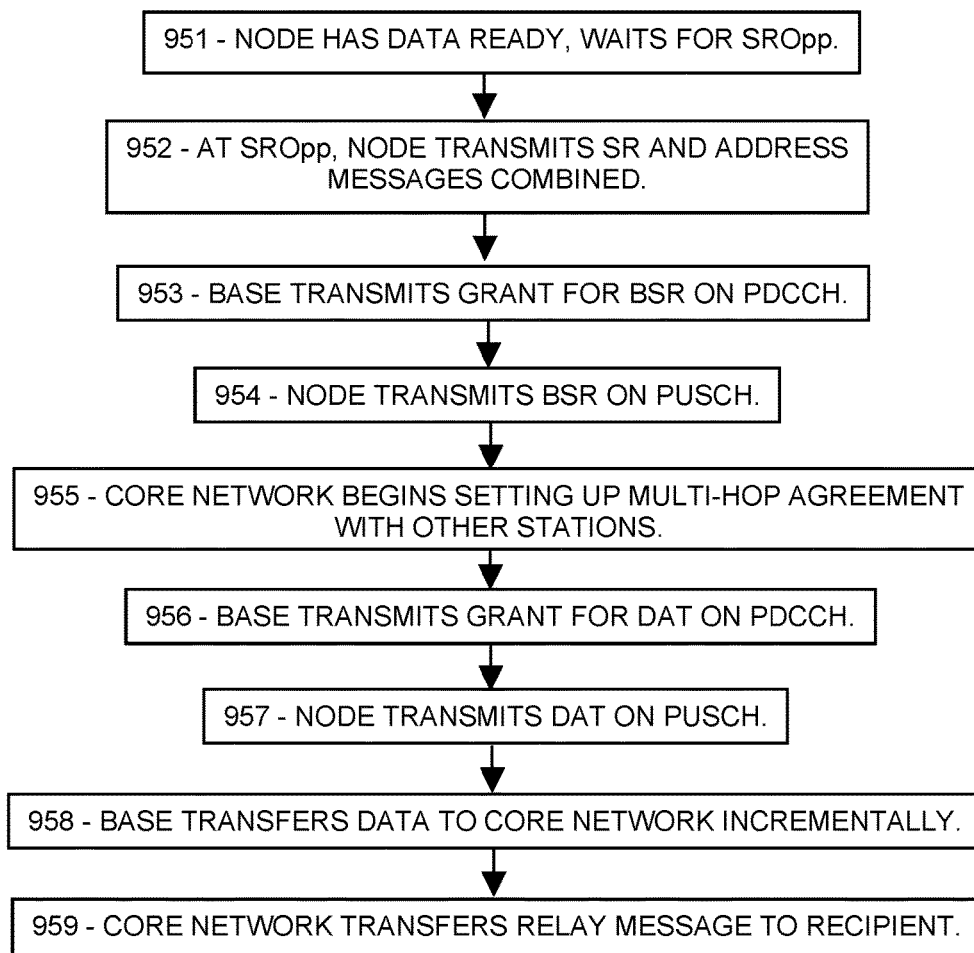 951 - NODE HAS DATA READY, WAITS FOR SROpp.
952 - AT SROpp, NODE TRANSMITS SR AND ADDRESS
MESSAGES COMBINED.
953 - BASE TRANSMITS GRANT FOR BSR ON PDCCH.
954 - NODE TRANSMITS BSR ON PUSCH.
955 - CORE NETWORK BEGINS SETTING UP MULTI-HOP AGREEMENT
WITH OTHER STATIONS.
956 - BASE TRANSMITS GRANT FOR DAT ON PDCCH.
957 - NODE TRANSMITS DAT ON PUSCH.
958 - BASE TRANSFERS DATA TO CORE NETWORK INCREMENTALLY.
959 - CORE NETWORK TRANSFERS RELAY MESSAGE TO RECIPIENT.